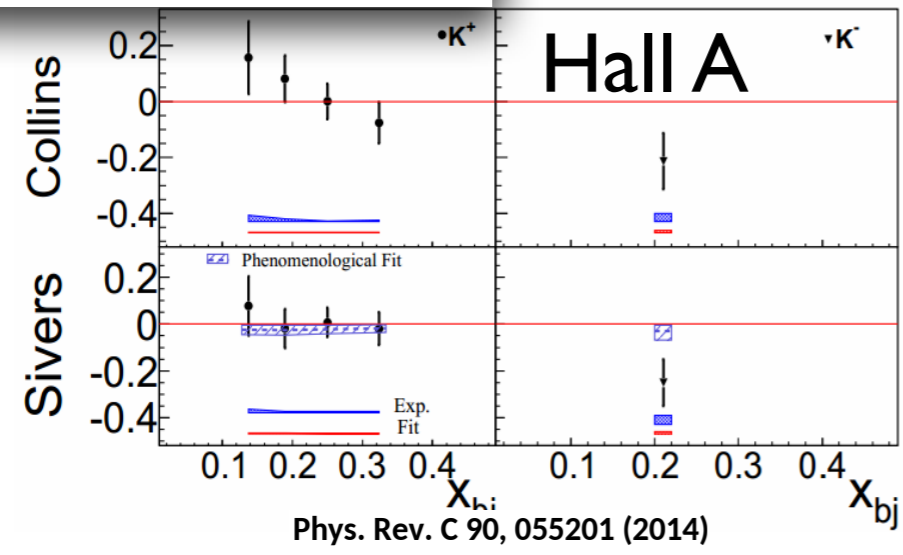 K+
Hall A
K-
Collins
0.2
0
-0.2
-0.4
Phenomenological Fit
Sivers
0.2
0
-0.2
-0.4
Exp.
Fit
0.1 0.2 0.3 0.4
0.1 0.2 0.3 0.4
xbj
xbj
Phys. Rev. C 90, 055201 (2014)